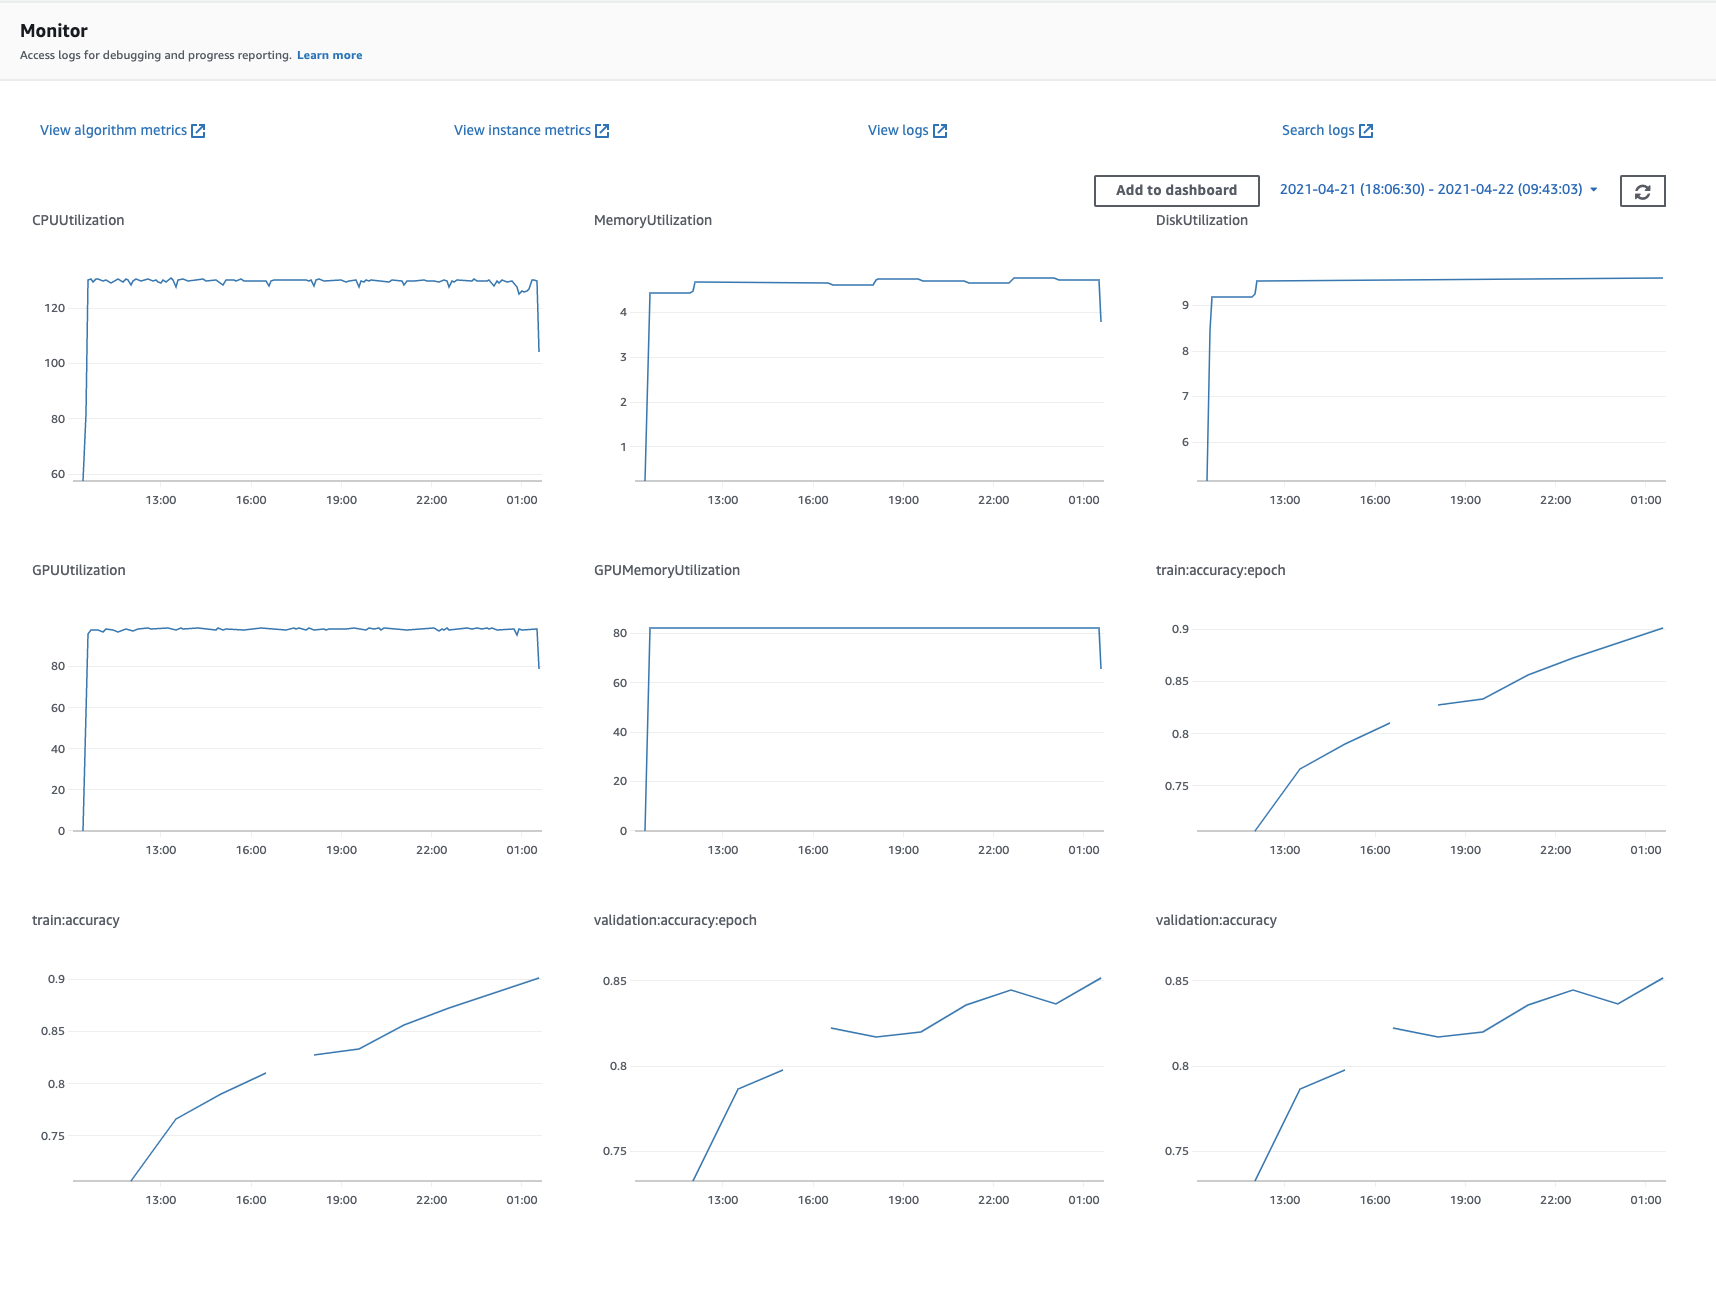 Monitor
Access logs for debugging and progress reporting. Learn more
View algorithm metrics
View instance metrics
View logs
Search logs
Add to dashboard
2021-04-21 (18:06:30) - 2021-04-22 (09:43:03)
CPUUtilization
120
100
80
60
13:00 16:00 19:00 22:00 01:00
MemoryUtilization
4
3
2
1
13:00 16:00 19:00 22:00 01:00
DiskUtilization
9
8
7
6
13:00 16:00 19:00 22:00 01:00
GPUUtilization
80
60
40
20
0
13:00 16:00 19:00 22:00 01:00
GPUMemoryUtilization
80
60
40
20
0
13:00 16:00 19:00 22:00 01:00
train:accuracy:epoch
0.9
0.85
0.8
0.75
13:00 16:00 19:00 22:00 01:00
train:accuracy
0.9
0.85
0.8
0.75
13:00 16:00 19:00 22:00 01:00
validation:accuracy:epoch
0.85
0.8
0.75
13:00 16:00 19:00 22:00 01:00
validation:accuracy
0.85
0.8
0.75
13:00 16:00 19:00 22:00 01:00